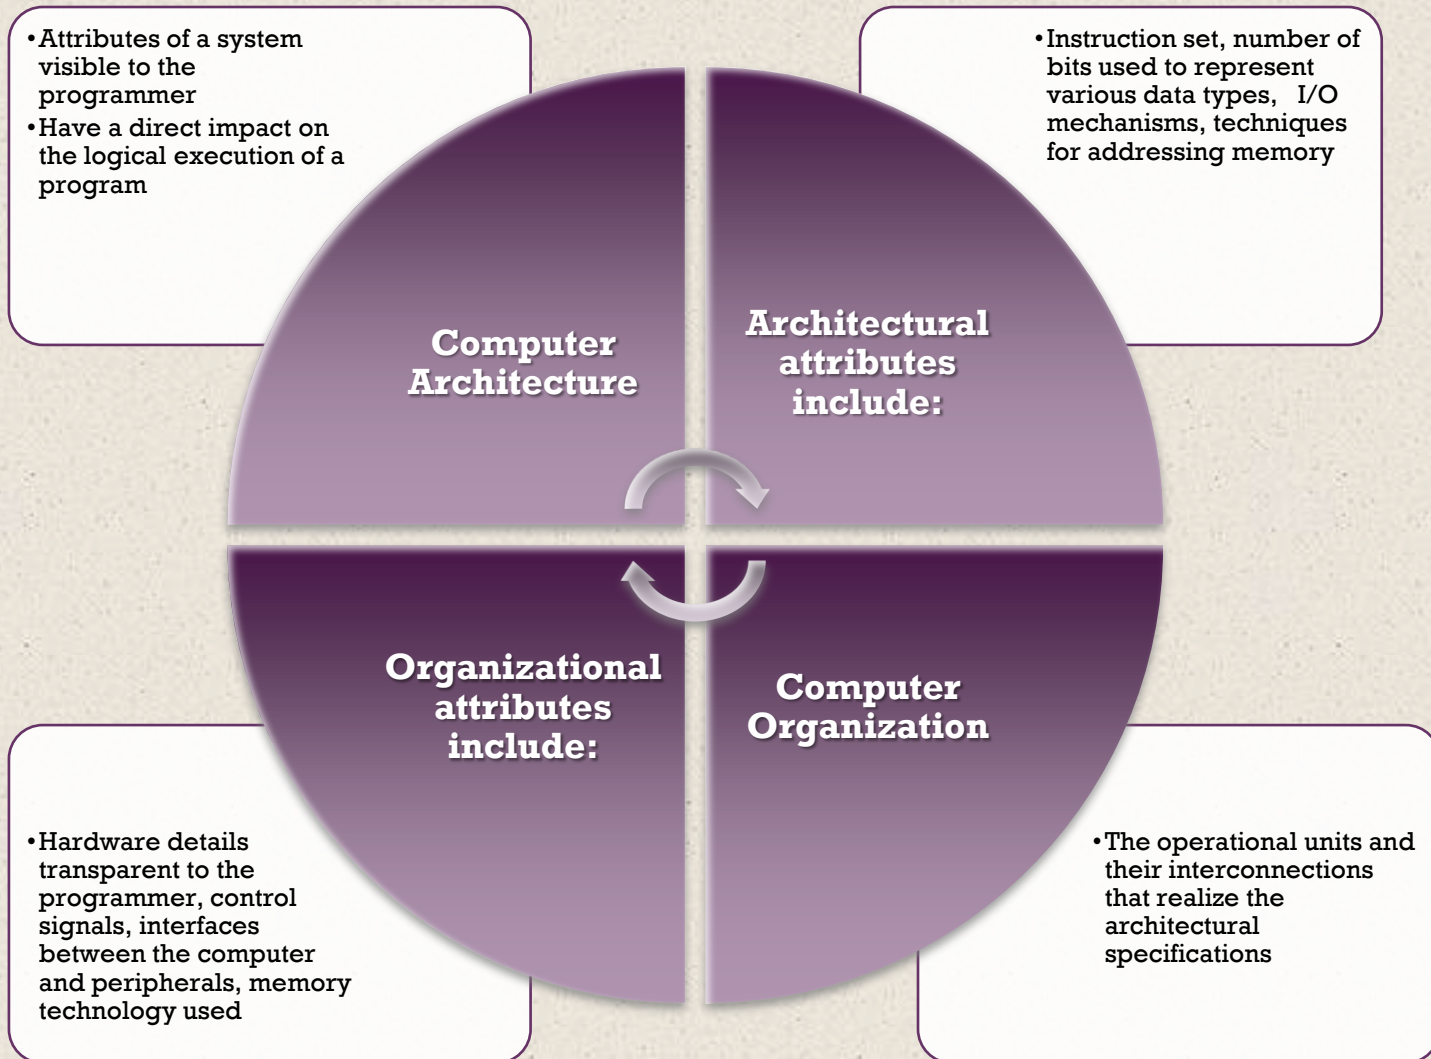 •Attributes of a system
visible to the
programmer
•Have a direct impact on
the logical execution of a
program
•Instruction set, number of
bits used to represent
various data types, I/O
mechanisms, techniques
for addressing memory
Computer
Architecture
Architectural
attributes
include:
Organizational
attributes
include:
Computer
Organization
•Hardware details
transparent to the
programmer, control
signals, interfaces
between the computer
and peripherals, memory
technology used
•The operational units and
their interconnections
that realize the
architectural
specifications